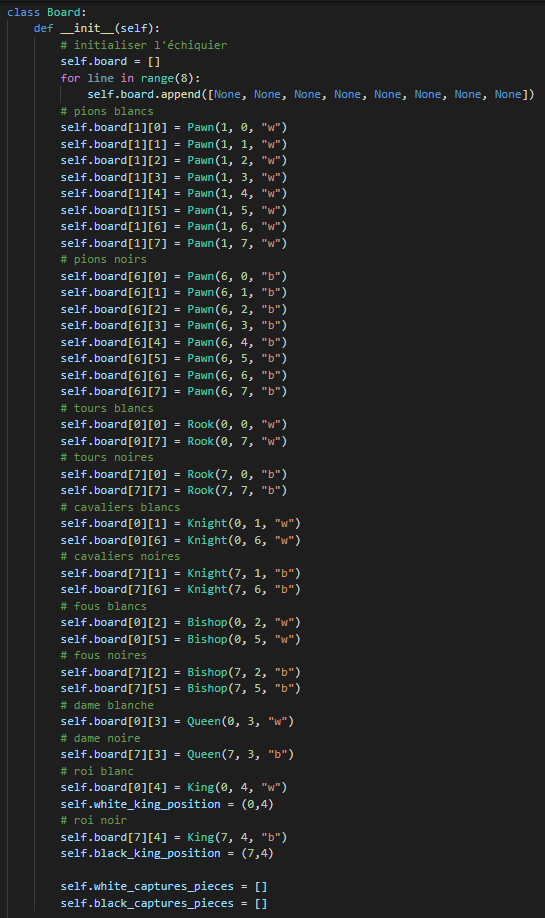 class Board:
    def __init__(self):
        # initialiser l'échiquier
        self.board = []
        for line in range(8):
            self.board.append([None, None, None, None, None, None, None, None])
        # pions blancs
        self.board[1][0] = Pawn(1, 0, "w")
        self.board[1][1] = Pawn(1, 1, "w")
        self.board[1][2] = Pawn(1, 2, "w")
        self.board[1][3] = Pawn(1, 3, "w")
        self.board[1][4] = Pawn(1, 4, "w")
        self.board[1][5] = Pawn(1, 5, "w")
        self.board[1][6] = Pawn(1, 6, "w")
        self.board[1][7] = Pawn(1, 7, "w")
        # pions noirs
        self.board[6][0] = Pawn(6, 0, "b")
        self.board[6][1] = Pawn(6, 1, "b")
        self.board[6][2] = Pawn(6, 2, "b")
        self.board[6][3] = Pawn(6, 3, "b")
        self.board[6][4] = Pawn(6, 4, "b")
        self.board[6][5] = Pawn(6, 5, "b")
        self.board[6][6] = Pawn(6, 6, "b")
        self.board[6][7] = Pawn(6, 7, "b")
        # tours blancs
        self.board[0][0] = Rook(0, 0, "w")
        self.board[0][7] = Rook(0, 7, "w")
        # tours noires
        self.board[7][0] = Rook(7, 0, "b")
        self.board[7][7] = Rook(7, 7, "b")
        # cavaliers blancs
        self.board[0][1] = Knight(0, 1, "w")
        self.board[0][6] = Knight(0, 6, "w")
        # cavaliers noires
        self.board[7][1] = Knight(7, 1, "b")
        self.board[7][6] = Knight(7, 6, "b")
        # fous blancs
        self.board[0][2] = Bishop(0, 2, "w")
        self.board[0][5] = Bishop(0, 5, "w")
        # fous noires
        self.board[7][2] = Bishop(7, 2, "b")
        self.board[7][5] = Bishop(7, 5, "b")
        # dame blanche
        self.board[0][3] = Queen(0, 3, "w")
        # dame noire
        self.board[7][3] = Queen(7, 3, "b")
        # roi blanc
        self.board[0][4] = King(0, 4, "w")
        self.white_king_position = (0,4)
        # roi noir
        self.board[7][4] = King(7, 4, "b")
        self.black_king_position = (7,4)

        self.white_captures_pieces = []
        self.black_captures_pieces = []